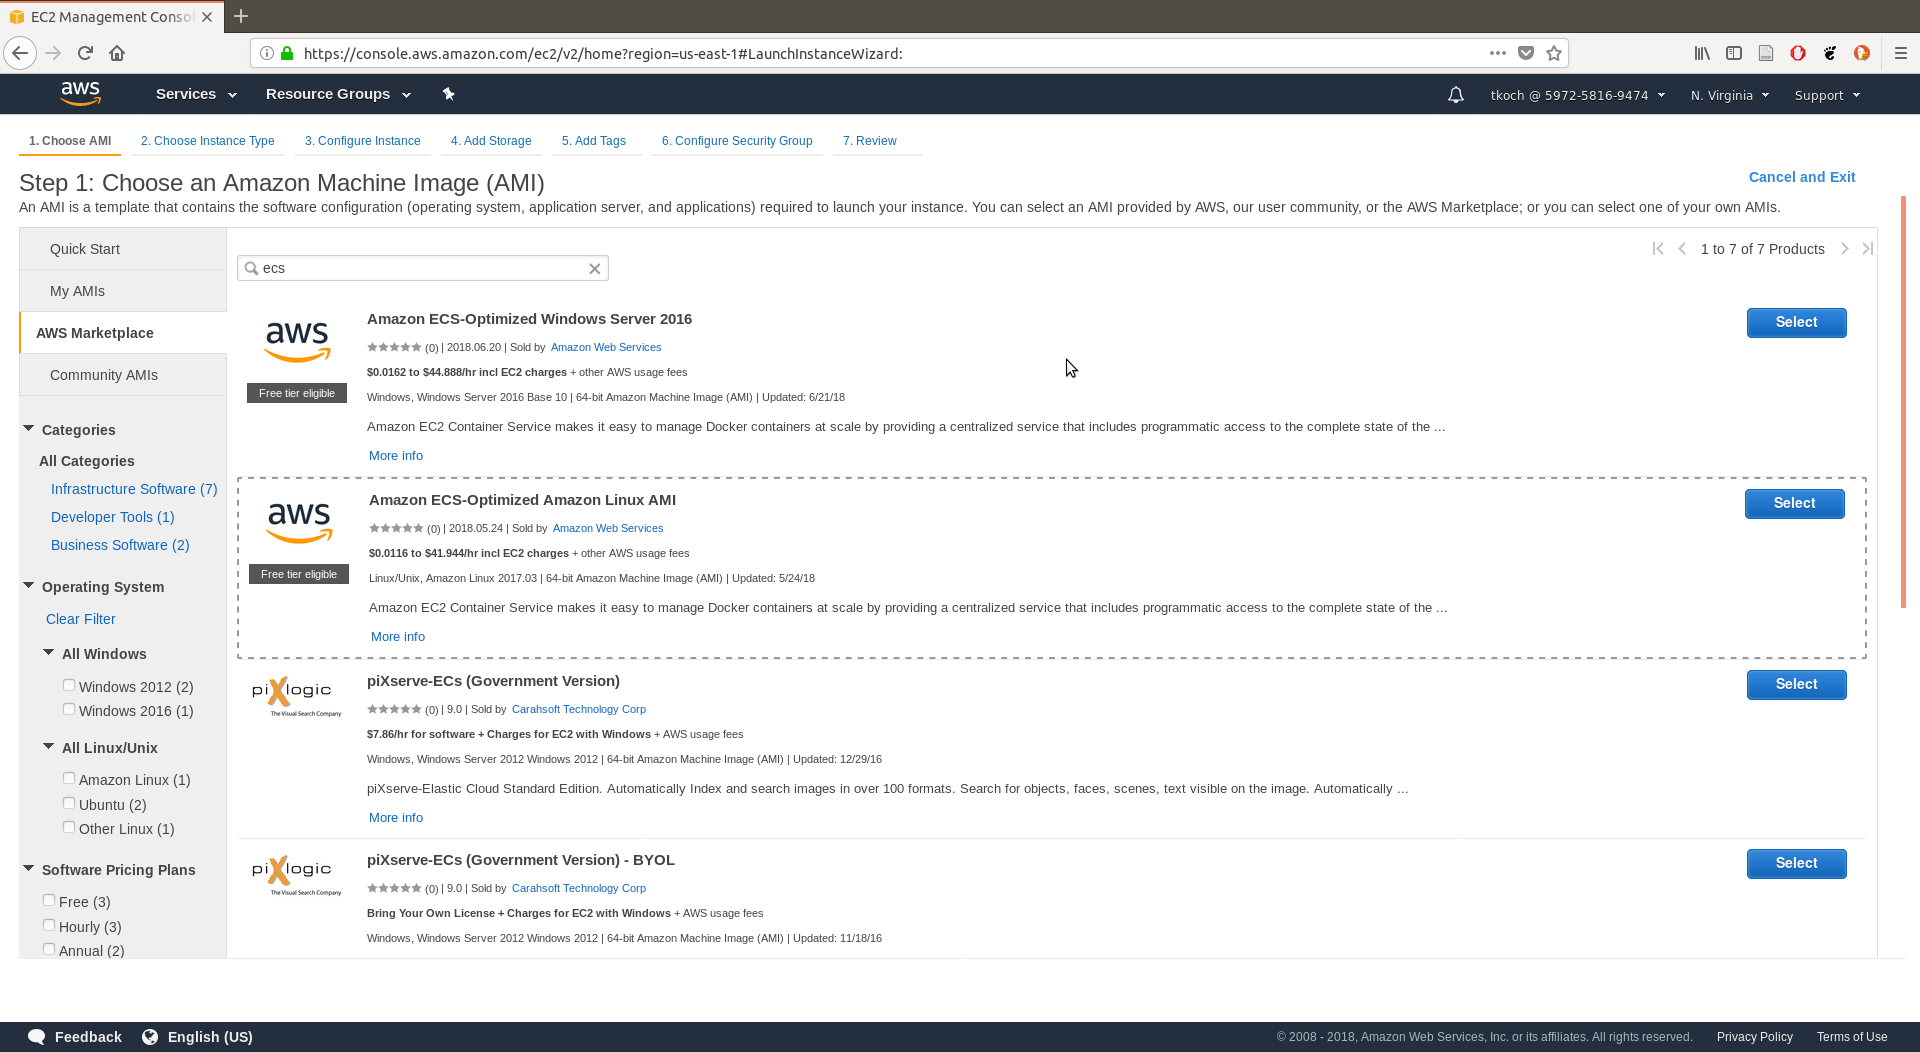 EC2 Management Conso
https://console.aws.amazon.com/ec2/v2/home?region=us-east-1#LaunchInstanceWizard:
aws
Services
Resource Groups
tkoch @ 5972-5816-9474
N. Virginia
Support
1. Choose AMI
2. Choose Instance Type
3. Configure Instance
4. Add Storage
5. Add Tags
6. Configure Security Group
7. Review
Step 1: Choose an Amazon Machine Image (AMI)
Cancel and Exit
An AMI is a template that contains the software configuration (operating system, application server, and applications) required to launch your instance. You can select an AMI provided by AWS, our user community, or the AWS Marketplace; or you can select one of your own AMIs.
Quick Start
My AMIs
AWS Marketplace
Community AMIs
Categories
All Categories
Infrastructure Software (7)
Developer Tools (1)
Business Software (2)
Operating System
Clear Filter
All Windows
Windows 2012 (2)
Windows 2016 (1)
All Linux/Unix
Amazon Linux (1)
Ubuntu (2)
Other Linux (1)
Software Pricing Plans
Free (3)
Hourly (3)
Annual (2)
ecs
1 to 7 of 7 Products
aws
Free tier eligible
Amazon ECS-Optimized Windows Server 2016
(0) | 2018.06.20 | Sold by Amazon Web Services
$0.0162 to $44.888/hr incl EC2 charges + other AWS usage fees
Windows, Windows Server 2016 Base 10 | 64-bit Amazon Machine Image (AMI) | Updated: 6/21/18
Amazon EC2 Container Service makes it easy to manage Docker containers at scale by providing a centralized service that includes programmatic access to the complete state of the ...
More info
Select
aws
Free tier eligible
Amazon ECS-Optimized Amazon Linux AMI
(0) | 2018.05.24 | Sold by Amazon Web Services
$0.0116 to $41.944/hr incl EC2 charges + other AWS usage fees
Linux/Unix, Amazon Linux 2017.03 | 64-bit Amazon Machine Image (AMI) | Updated: 5/24/18
Amazon EC2 Container Service makes it easy to manage Docker containers at scale by providing a centralized service that includes programmatic access to the complete state of the ...
More info
Select
piXlogic
The Visual Search Company
piXserve-ECs (Government Version)
(0) | 9.0 | Sold by Carahsoft Technology Corp
$7.86/hr for software + Charges for EC2 with Windows + AWS usage fees
Windows, Windows Server 2012 Windows 2012 | 64-bit Amazon Machine Image (AMI) | Updated: 12/29/16
piXserve-Elastic Cloud Standard Edition. Automatically Index and search images in over 100 formats. Search for objects, faces, scenes, text visible on the image. Automatically ...
More info
Select
piXlogic
The Visual Search Company
piXserve-ECs (Government Version) - BYOL
(0) | 9.0 | Sold by Carahsoft Technology Corp
Bring Your Own License + Charges for EC2 with Windows + AWS usage fees
Windows, Windows Server 2012 Windows 2012 | 64-bit Amazon Machine Image (AMI) | Updated: 11/18/16
Select
Feedback
English (US)
© 2008 - 2018, Amazon Web Services, Inc. or its affiliates. All rights reserved.
Privacy Policy
Terms of Use